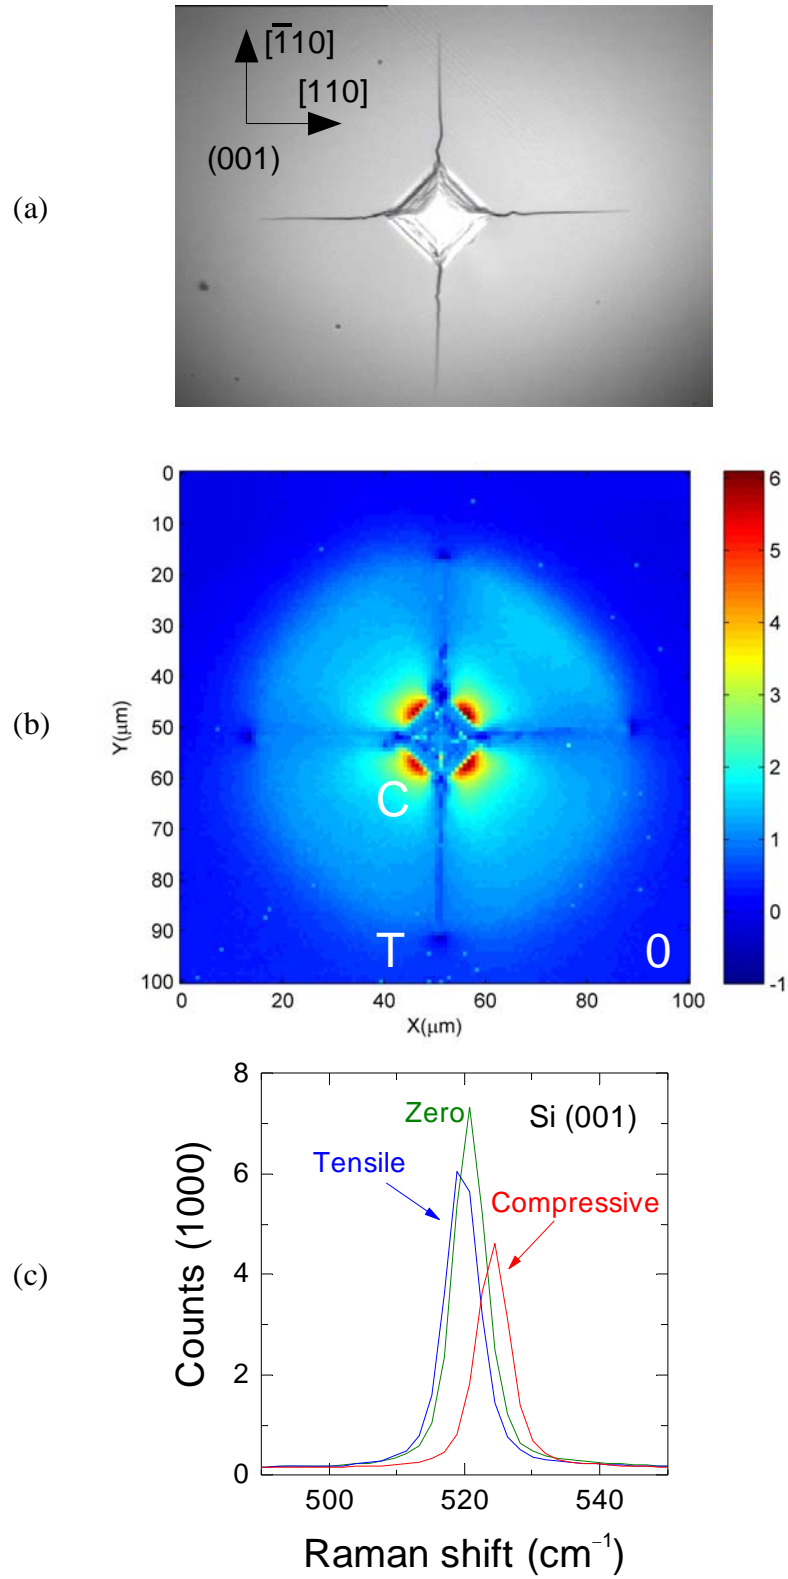 (a)
[1̅10]
[110]
(001)
(b)
0
10
20
30
40
50
60
70
80
90
100
Y(μm)
C
T
0
0 20 40 60 80 100
X(μm)
6
5
4
3
2
1
0
-1
(c)
8
6
4
2
0
Counts (1000)
Zero
Si (001)
Tensile
Compressive
500 520 540
Raman shift (cm⁻¹)